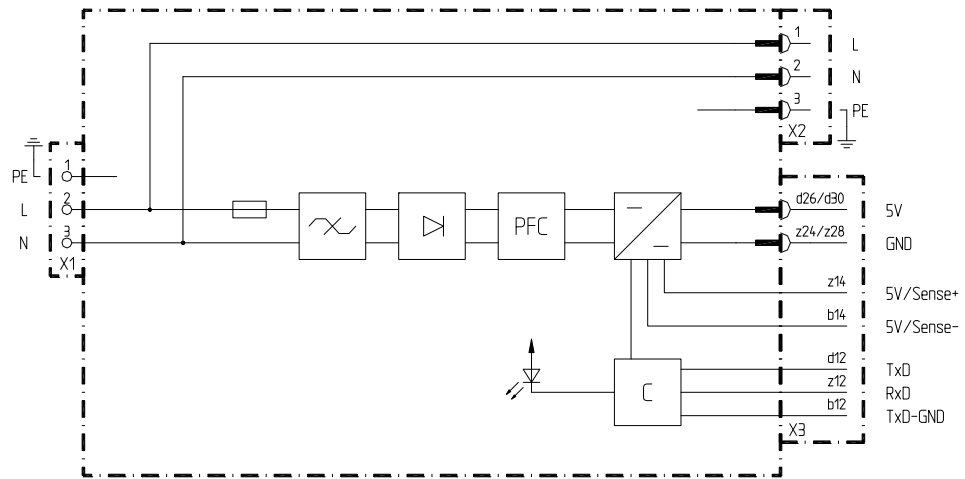 1 L
2 N
3 PE
X2
1 PE
2 L
3 N
X1
PFC
d26/d30 5V
z24/z28 GND
z14 5V/Sense+
b14 5V/Sense-
d12 TxD
C z12 RxD
b12 TxD-GND
X3